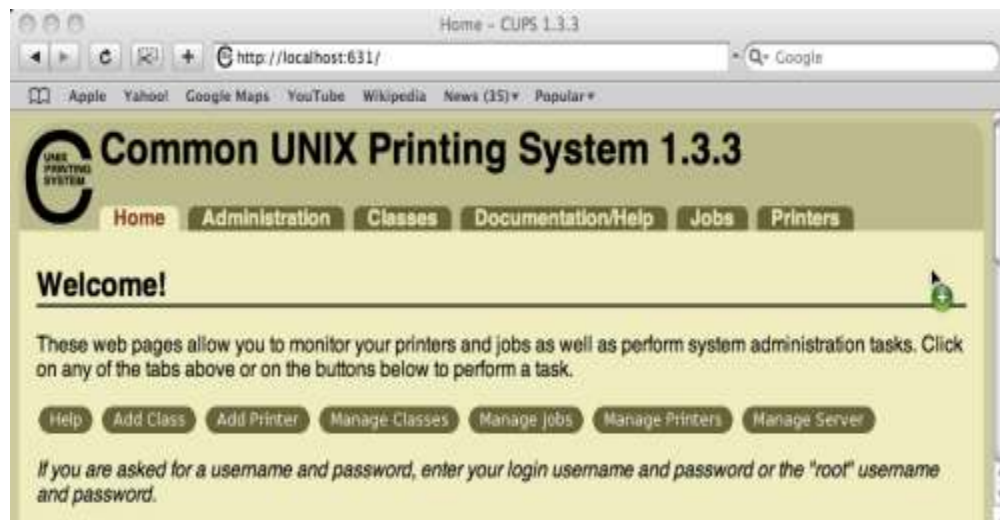 Home – CUPS 1.3.3
http://localhost:631/
Google
Apple Yahoo! Google Maps YouTube Wikipedia News (35) Popular
UNIX
PRINTING
SYSTEM
Common UNIX Printing System 1.3.3
Home Administration Classes Documentation/Help Jobs Printers
Welcome!
These web pages allow you to monitor your printers and jobs as well as perform system administration tasks. Click
on any of the tabs above or on the buttons below to perform a task.
Help Add Class Add Printer Manage Classes Manage Jobs Manage Printers Manage Server
If you are asked for a username and password, enter your login username and password or the "root" username
and password.